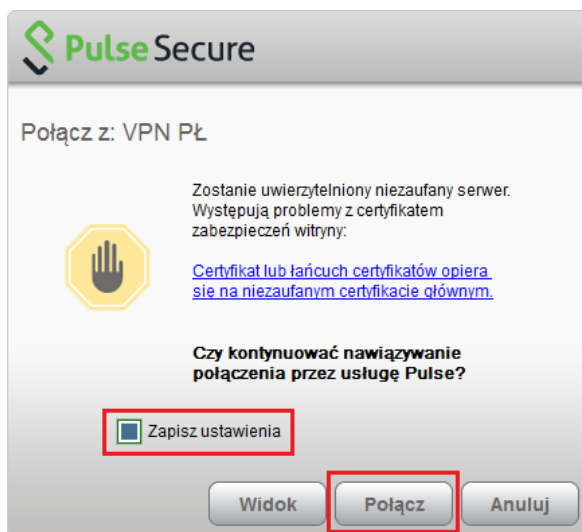 Pulse Secure
Połącz z: VPN PŁ
Zostanie uwierzytelniony niezaufany serwer.
Występują problemy z certyfikatem
zabezpieczeń witryny:
Certyfikat lub łańcuch certyfikatów opiera
się na niezaufanym certyfikacie głównym.
Czy kontynuować nawiązywanie
połączenia przez usługę Pulse?
Zapisz ustawienia
Widok Połącz Anuluj